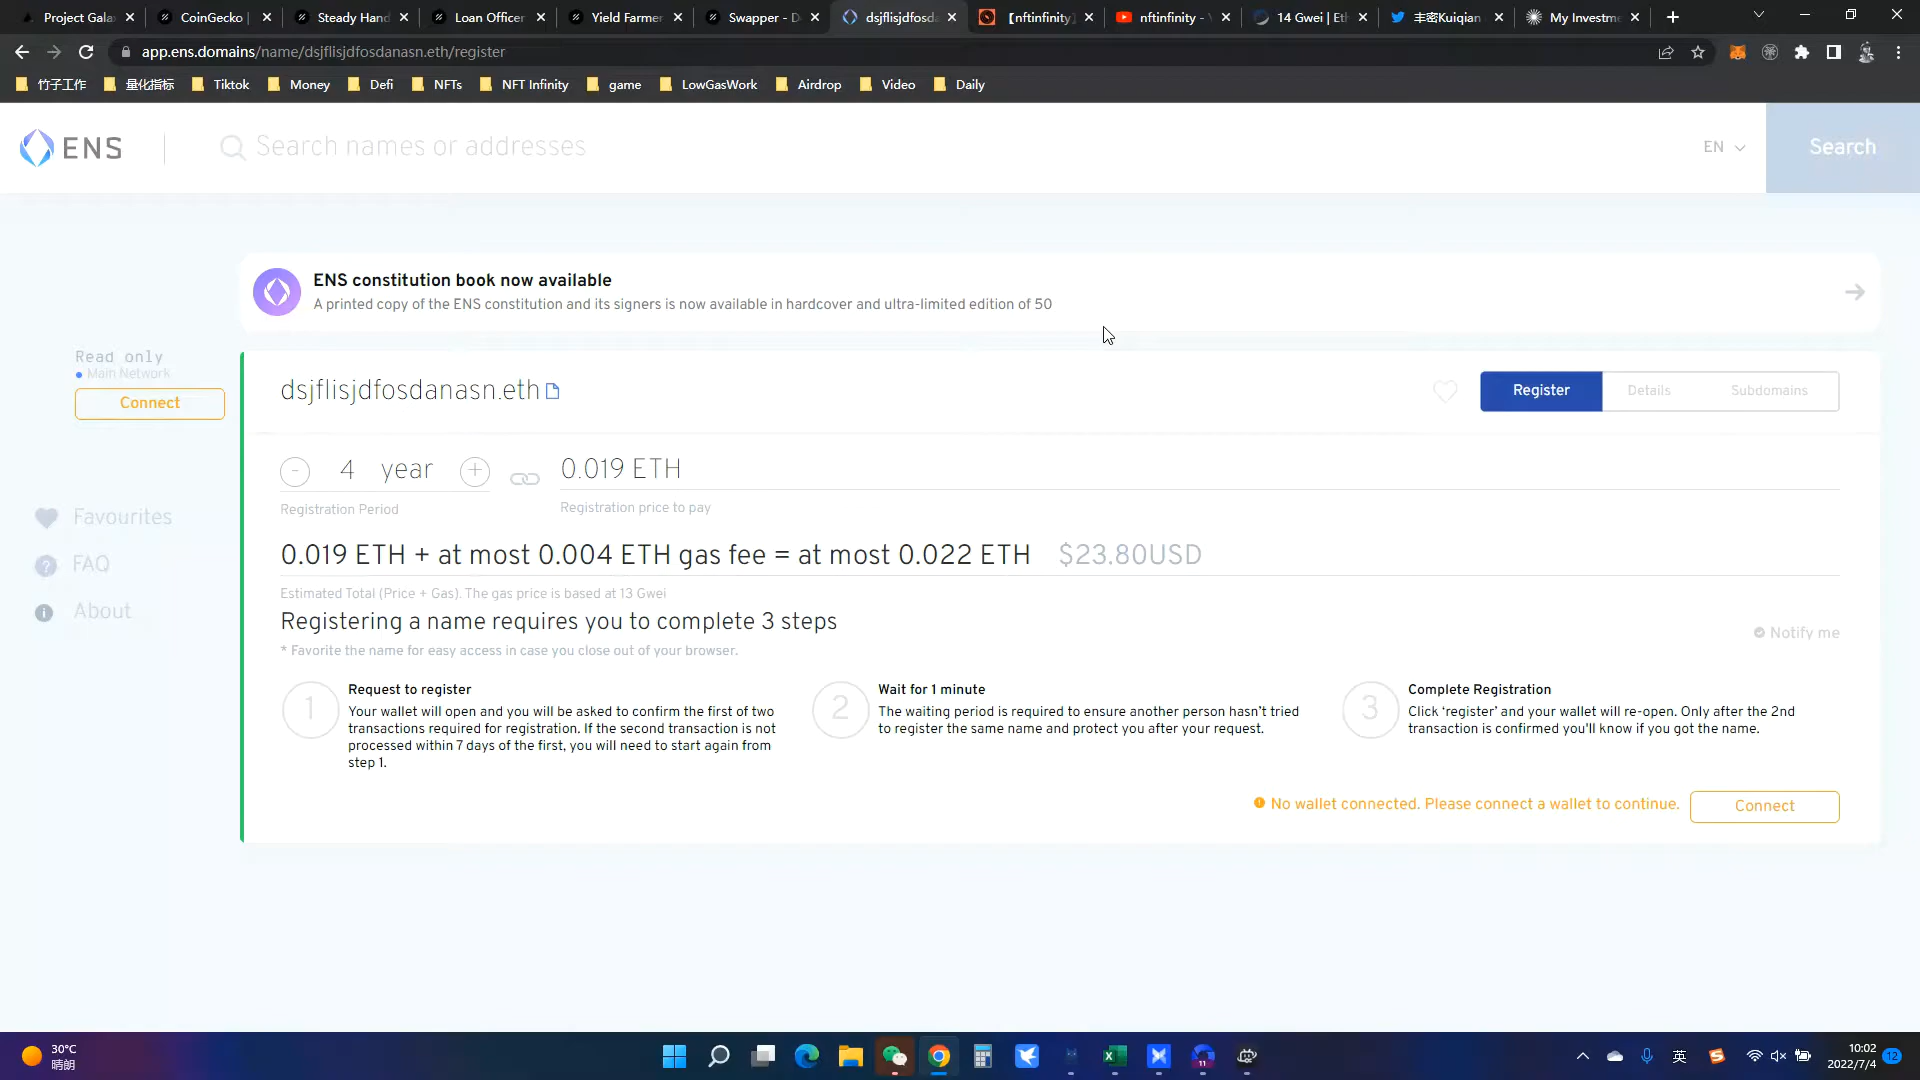 Project Gala
CoinGecko |
Steady Hand
Loan Officer
Yield Farmer
Swapper - D
dsjflisjdfosda
【nftinfinity】
nftinfinity - Y
14 Gwei | Eth
丰密Kuiqian
My Investme
app.ens.domains/name/dsjflisjdfosdanasn.eth/register
竹子工作
量化指标
Tiktok
Money
Defi
NFTs
NFT Infinity
game
LowGasWork
Airdrop
Video
Daily
ENS
Search names or addresses
EN
Search
ENS constitution book now available
A printed copy of the ENS constitution and its signers is now available in hardcover and ultra-limited edition of 50
Read only
Main Network
Connect
Favourites
FAQ
About
dsjflisjdfosdanasn.eth
Register
Details
Subdomains
- 4 year +
0.019 ETH
Registration Period
Registration price to pay
0.019 ETH + at most 0.004 ETH gas fee = at most 0.022 ETH $23.80USD
Estimated Total (Price + Gas). The gas price is based at 13 Gwei
Registering a name requires you to complete 3 steps
Notify me
* Favorite the name for easy access in case you close out of your browser.
1
Request to register
Your wallet will open and you will be asked to confirm the first of two
transactions required for registration. If the second transaction is not
processed within 7 days of the first, you will need to start again from
step 1.
2
Wait for 1 minute
The waiting period is required to ensure another person hasn't tried
to register the same name and protect you after your request.
3
Complete Registration
Click ‘register’ and your wallet will re-open. Only after the 2nd
transaction is confirmed you'll know if you got the name.
No wallet connected. Please connect a wallet to continue.
Connect
30°C
晴朗
英
10:02
2022/7/4
12